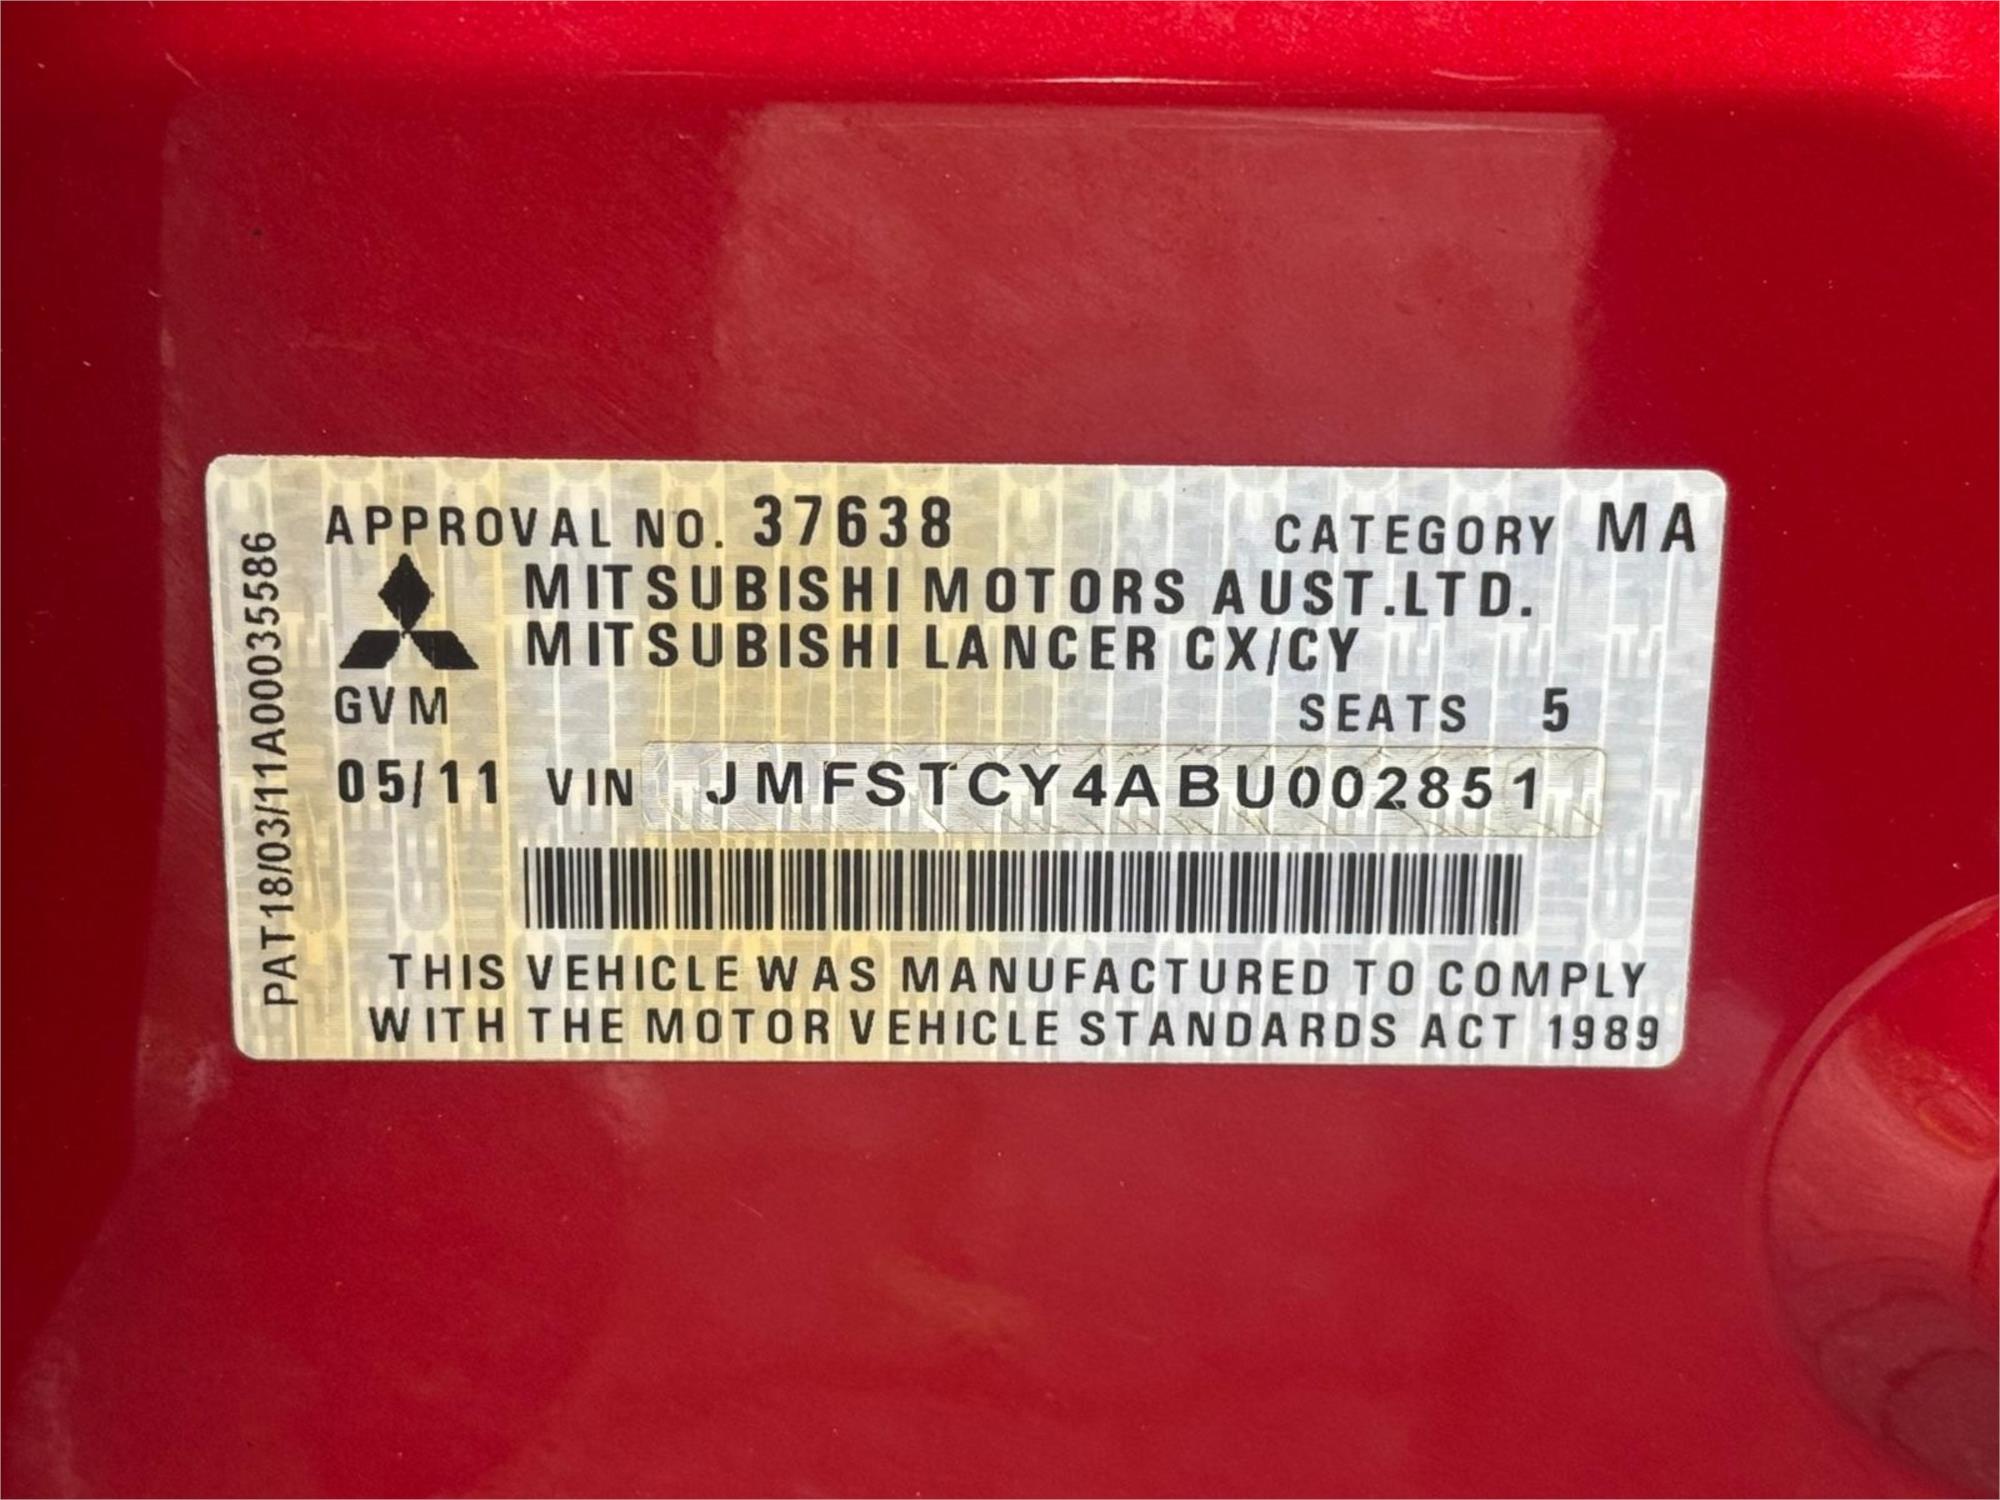 APPROVAL NO. 37638 CATEGORY MA
MITSUBISHI MOTORS AUST.LTD.
MITSUBISHI LANCER CX/CY
GVM SEATS 5
05/11 VIN JMFSTCY4ABU002851
THIS VEHICLE WAS MANUFACTURED TO COMPLY
WITH THE MOTOR VEHICLE STANDARDS ACT 1989
PAT18/03/11A00035586